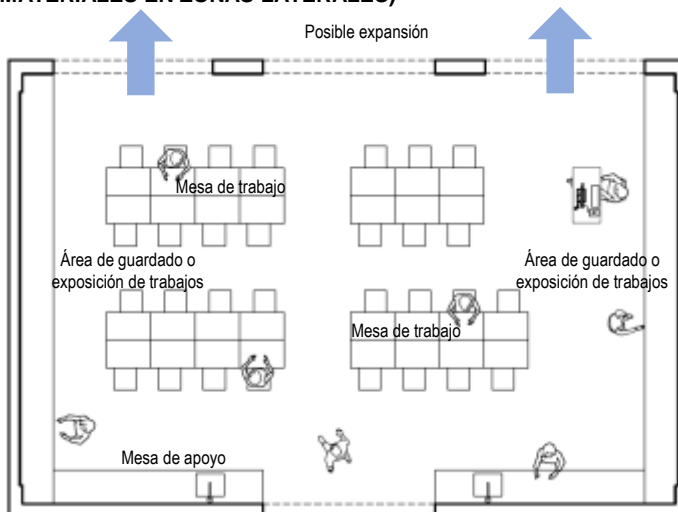 MATERIALES EN ZONAS LATERALES)
Posible expansión
Mesa de trabajo
Área de guardado o
exposición de trabajos
Área de guardado o
exposición de trabajos
Mesa de trabajo
Mesa de apoyo